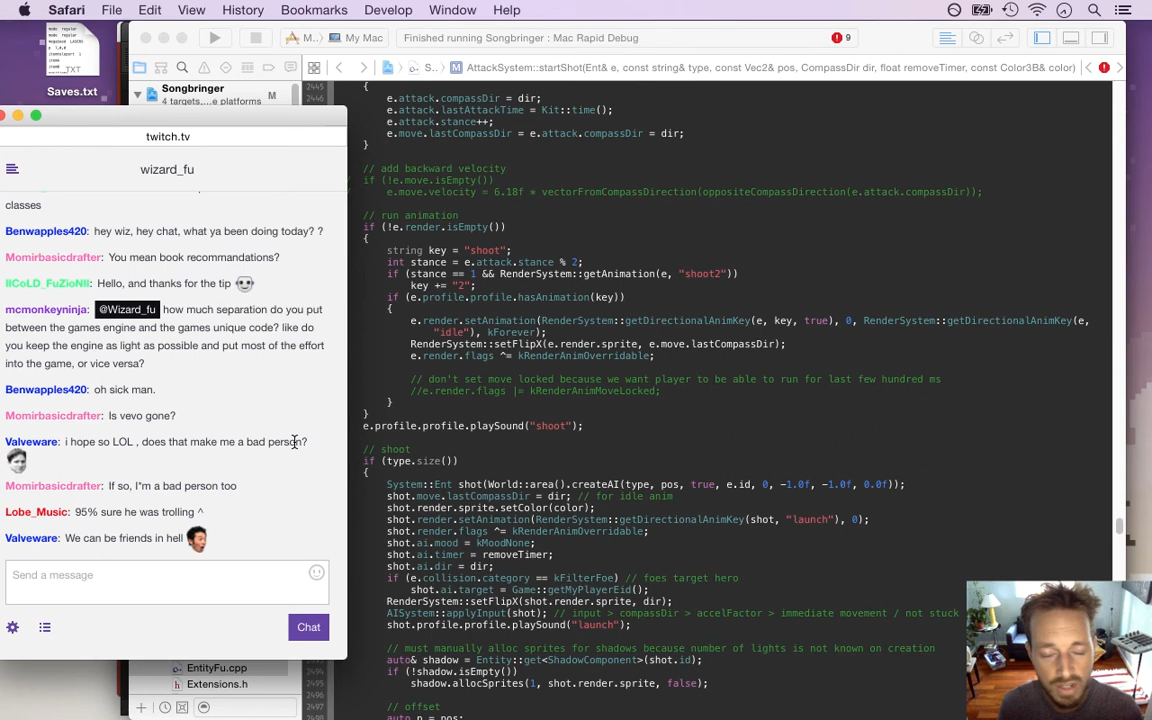 Safari File Edit View History Bookmarks Develop Window Help
Saves.txt
TXT
M... My Mac
Finished running Songbringer : Mac Rapid Debug
9
S... M AttackSystem::startShot(Ent& e, const string& type, const Vec2& pos, CompassDir dir, float removeTimer, const Color3B& color)
Songbringer
M
4 targets,...e platforms
twitch.tv
wizard_fu
classes
Benwapples420: hey wiz, hey chat, what ya been doing today? ?
Momirbasicdrafter: You mean book recommandations?
IlCoLD_FuZioNll: Hello, and thanks for the tip
mcmonkeyninja: @Wizard_fu how much separation do you put
between the games engine and the games unique code? like do
you keep the engine as light as possible and put most of the effort
into the game, or vice versa?
Benwapples420: oh sick man.
Momirbasicdrafter: Is vevo gone?
Valveware: i hope so LOL , does that make me a bad person?
Momirbasicdrafter: If so, I"m a bad person too
Lobe_Music: 95% sure he was trolling ^
Valveware: We can be friends in hell
Send a message
Chat
EntityFu.cpp
Extensions.h
2445
2446
{
e.attack.compassDir = dir;
e.attack.lastAttackTime = Kit::time();
e.attack.stance++;
e.move.lastCompassDir = e.attack.compassDir = dir;
}
// add backward velocity
// if (!e.move.isEmpty())
// e.move.velocity = 6.18f * vectorFromCompassDirection(oppositeCompassDirection(e.attack.compassDir));
// run animation
if (!e.render.isEmpty())
{
string key = "shoot";
int stance = e.attack.stance % 2;
if (stance == 1 && RenderSystem::getAnimation(e, "shoot2"))
key += "2";
if (e.profile.profile.hasAnimation(key))
{
e.render.setAnimation(RenderSystem::getDirectionalAnimKey(e, key, true), 0, RenderSystem::getDirectionalAnimKey(e,
"idle"), kForever);
RenderSystem::setFlipX(e.render.sprite, e.move.lastCompassDir);
e.render.flags ^= kRenderAnimOverridable;
// don't set move locked because we want player to be able to run for last few hundred ms
//e.render.flags |= kRenderAnimMoveLocked;
}
}
e.profile.profile.playSound("shoot");
// shoot
if (type.size())
{
System::Ent shot(World::area().createAI(type, pos, true, e.id, 0, -1.0f, -1.0f, 0.0f));
shot.move.lastCompassDir = dir; // for idle anim
shot.render.sprite.setColor(color);
shot.render.setAnimation(RenderSystem::getDirectionalAnimKey(shot, "launch"), 0);
shot.render.flags ^= kRenderAnimOverridable;
shot.ai.mood = kMoodNone;
shot.ai.timer = removeTimer;
shot.ai.dir = dir;
if (e.collision.category == kFilterFoe) // foes target hero
shot.ai.target = Game::getMyPlayerEid();
RenderSystem::setFlipX(shot.render.sprite, dir);
AISystem::applyInput(shot); // input > compassDir > accelFactor > immediate movement / not stuck
shot.profile.profile.playSound("launch");
// must manually alloc sprites for shadows because number of lights is not known on creation
auto& shadow = Entity::get<ShadowComponent>(shot.id);
if (!shadow.isEmpty())
shadow.allocSprites(1, shot.render.sprite, false);
// offset
auto p = pos;
2494
2495
2496
2497
2498